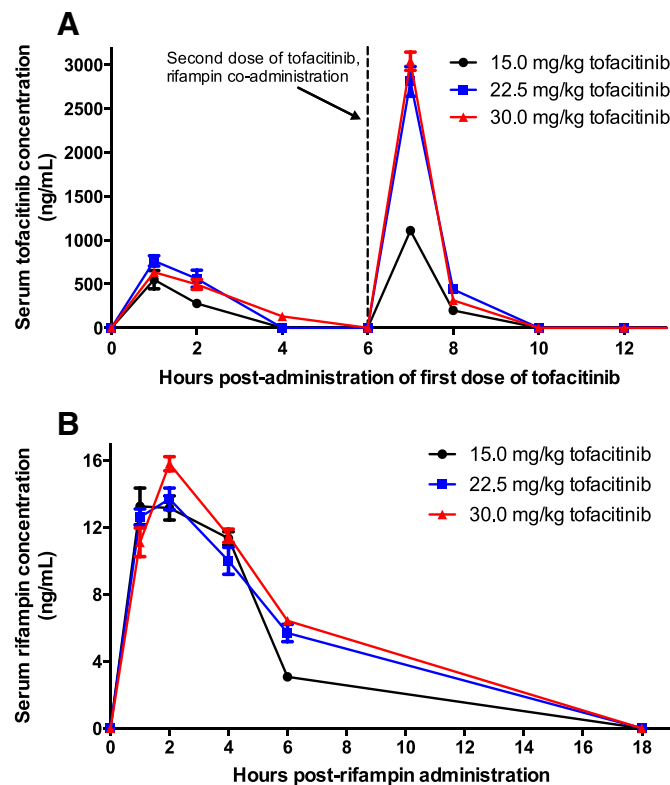 A
Second dose of tofacitinib,
rifampin co-administration
15.0 mg/kg tofacitinib
22.5 mg/kg tofacitinib
30.0 mg/kg tofacitinib
Serum tofacitinib concentration
(ng/mL)
3000
2500
2000
1500
1000
500
0
0 2 4 6 8 10 12
Hours post-administration of first dose of tofacitinib
B
15.0 mg/kg tofacitinib
22.5 mg/kg tofacitinib
30.0 mg/kg tofacitinib
Serum rifampin concentration
(ng/mL)
16
12
8
4
0
0 2 4 6 8 10 12 14 16 18
Hours post-rifampin administration